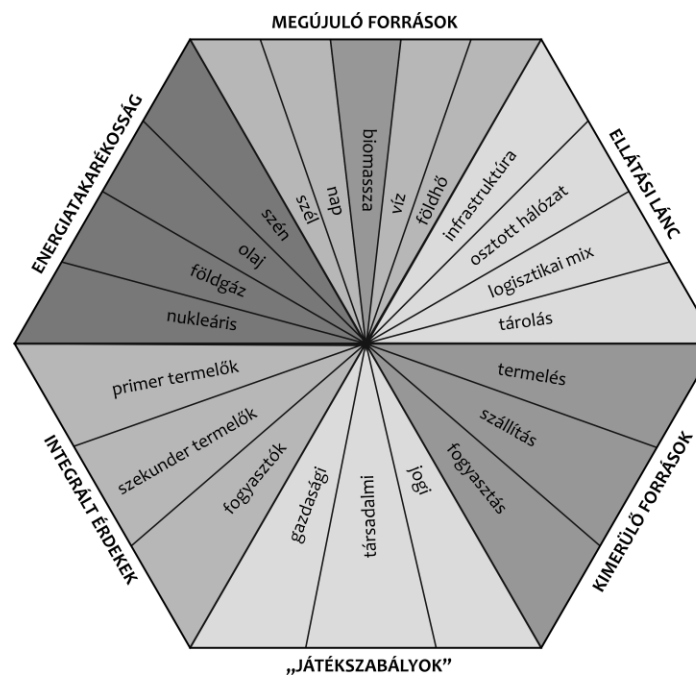 MEGÚJULÓ FORRÁSOK
ENERGIATAKARÉKOSSÁG
ELLÁTÁSI LÁNC
szén
olaj
földgáz
nukleáris
szél
nap
biomassza
víz
földhő
infrastruktúra
osztott hálózat
logisztikai mix
tárolás
primer termelők
szekunder termelők
fogyasztók
gazdasági
társadalmi
jogi
fogyasztás
szállítás
termelés
INTEGRÁLT ÉRDEKEK
KIMERÜLŐ FORRÁSOK
„JÁTÉKSZABÁLYOK”